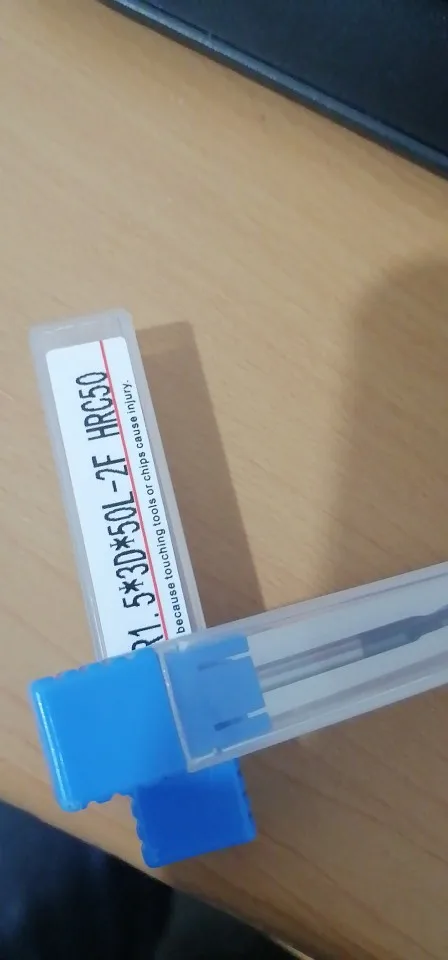 R1.5*3D*50L-2F HRC50
because touching tools or chips cause injury.